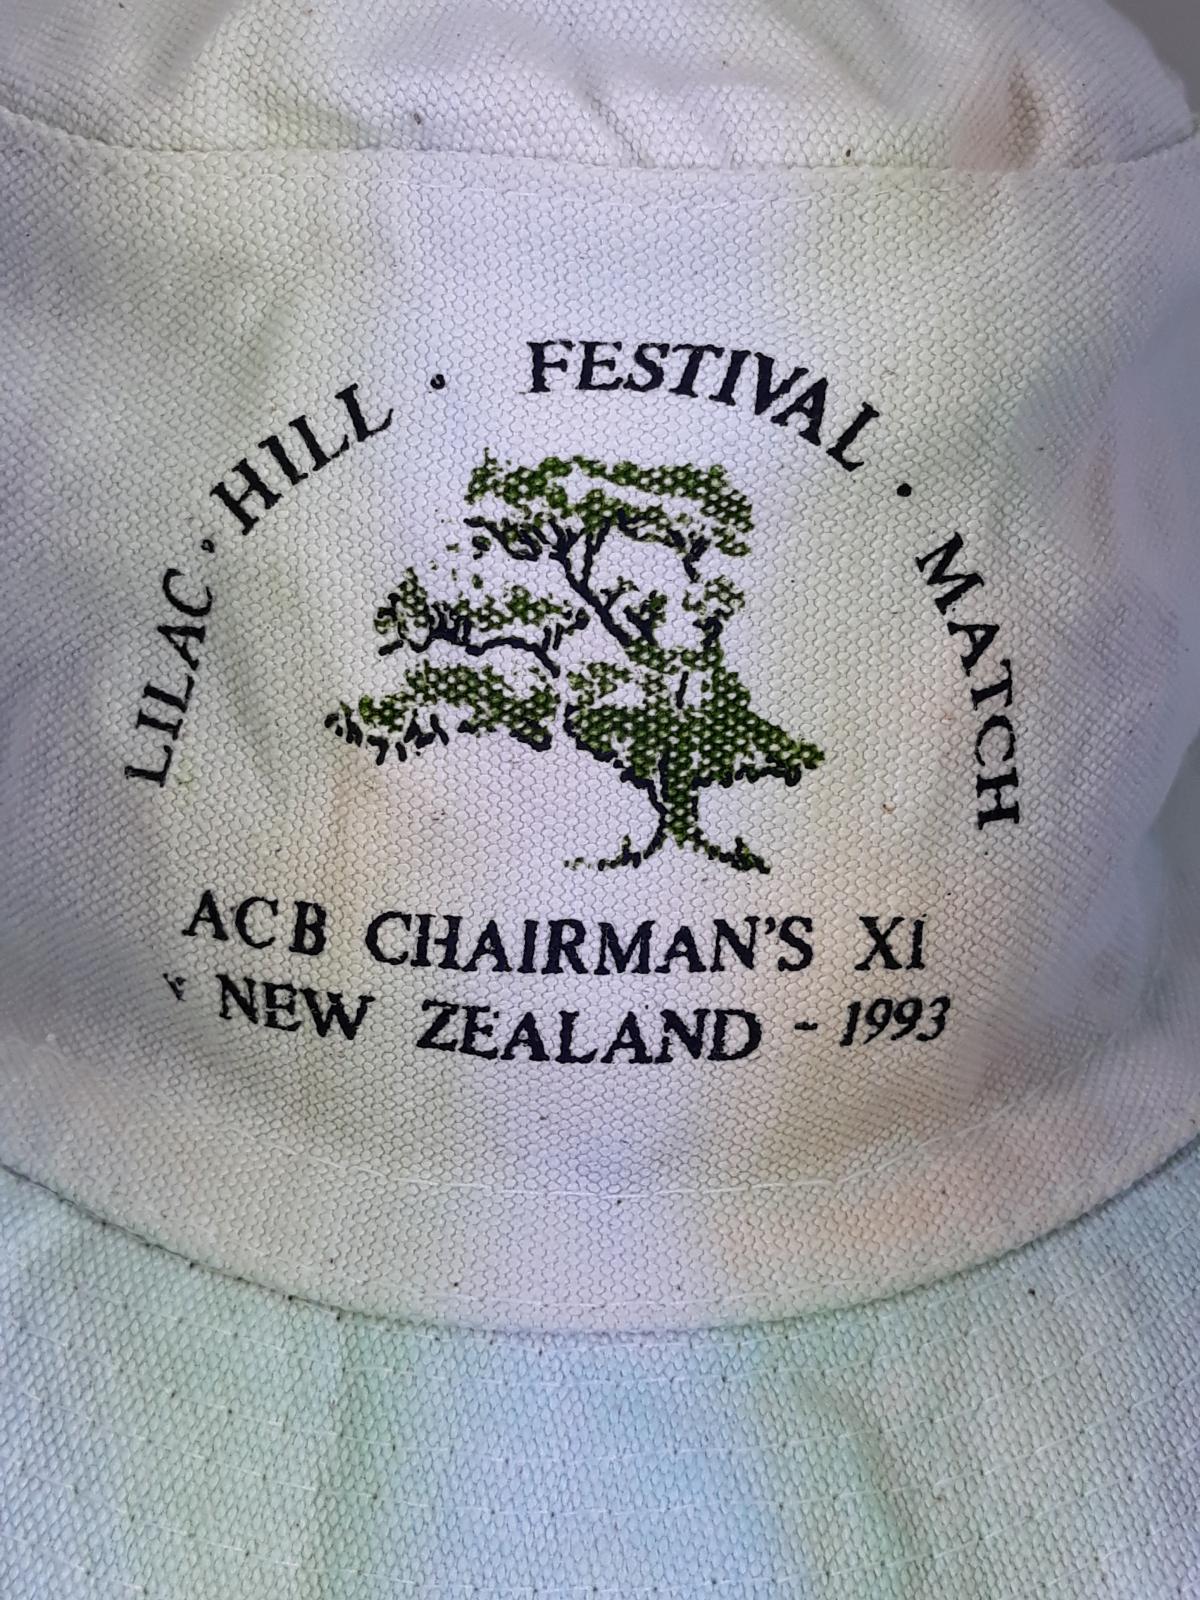 LILAC · HILL · FESTIVAL · MATCH
ACB CHAIRMAN'S XI
v NEW ZEALAND - 1993